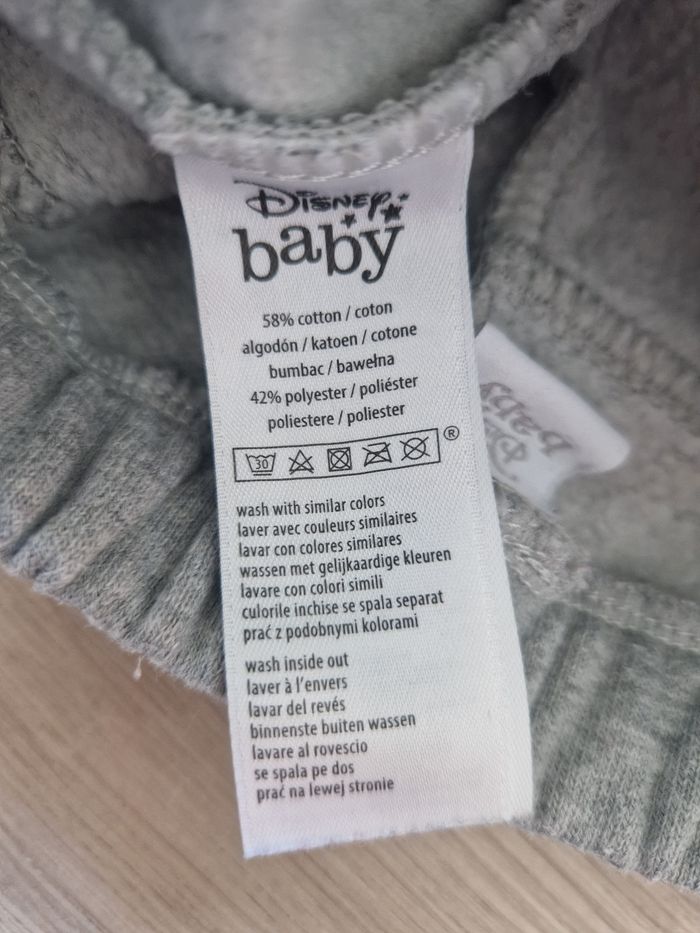 Disney
baby
58% cotton / coton
algodón / katoen / cotone
bumbac / bawełna
42% polyester / poliéster
poliestere / poliester
30
®
wash with similar colors
laver avec couleurs similaires
lavar con colores similares
wassen met gelijkaardige kleuren
lavare con colori simili
culorile inchise se spala separat
prać z podobnymi kolorami
wash inside out
laver à l'envers
lavar del revés
binnenste buiten wassen
lavare al rovescio
se spala pe dos
prać na lewej stronie
baby